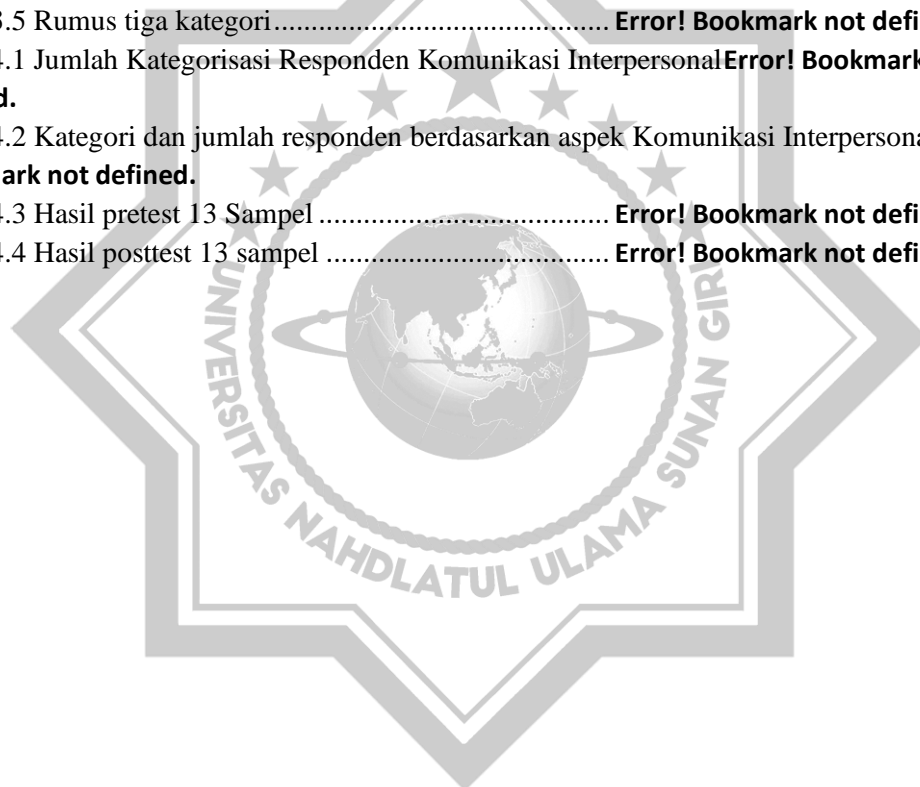 3.5 Rumus tiga kategori.......................................... Error! Bookmark not defi
4.1 Jumlah Kategorisasi Responden Komunikasi InterpersonalError! Bookmark
d.
4.2 Kategori dan jumlah responden berdasarkan aspek Komunikasi Interpersona
ark not defined.
4.3 Hasil pretest 13 Sampel .................................... Error! Bookmark not defi
4.4 Hasil posttest 13 sampel ................................... Error! Bookmark not defi
UNIVERSITAS NAHDLATUL ULAMA SUNAN GIRI